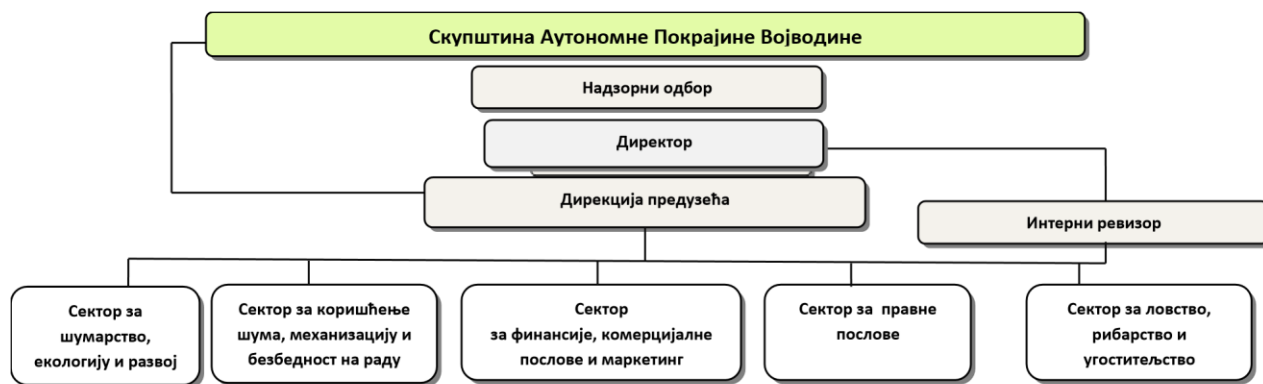 Скупштина Аутономне Покрајине Војводине
Надзорни одбор
Директор
Дирекција предузећа
Интерни ревизор
Сектор за
шумарство,
екологију и развој
Сектор за коришћење
шума, механизацију и
безбедност на раду
Сектор
за финансије, комерцијалне
послове и маркетинг
Сектор за правне
послове
Сектор за ловство,
рибарство и
угоститељство